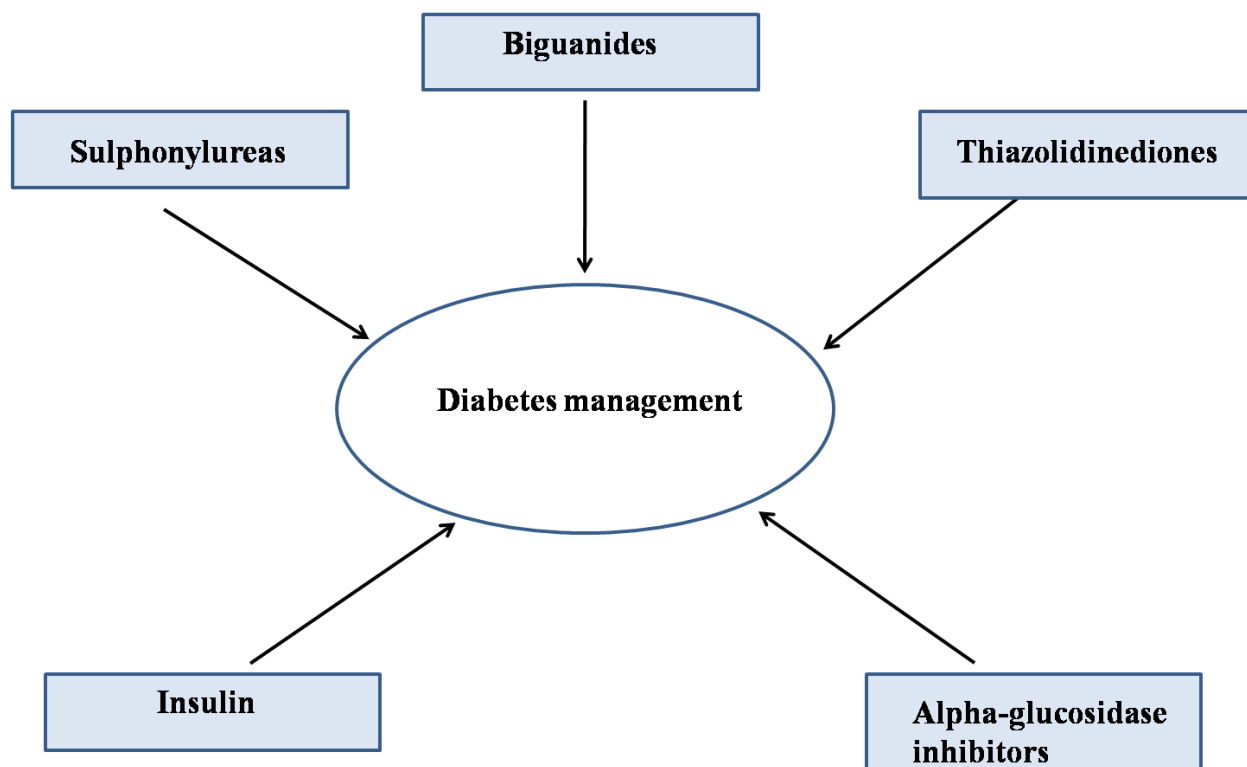 Biguanides
Sulphonylureas
Thiazolidinediones
Diabetes management
Insulin
Alpha-glucosidase
inhibitors